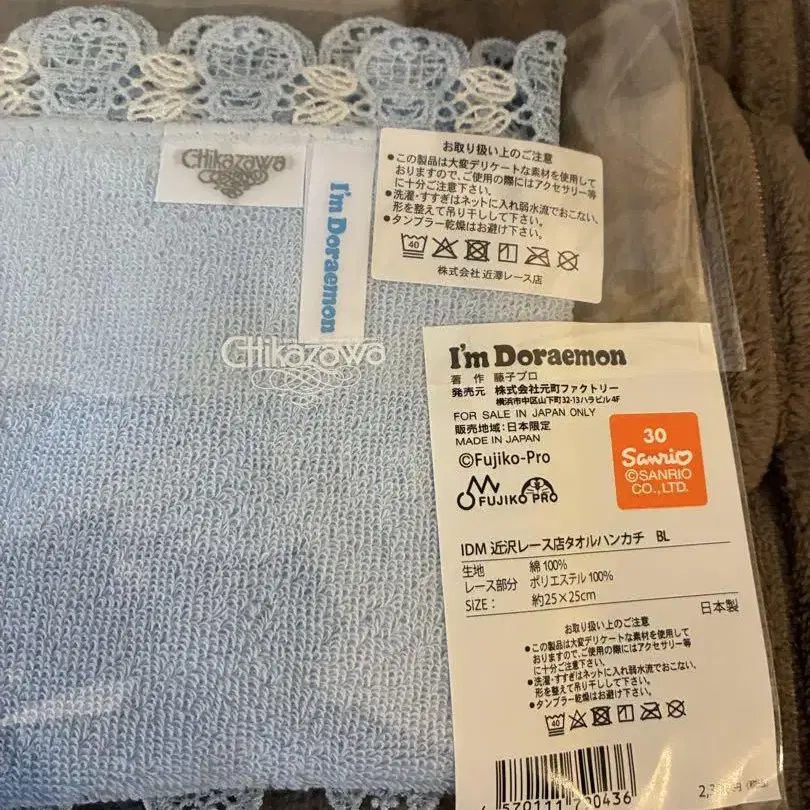 Chikazawa
I'm Doraemon
お取り扱い上のご注意
●この製品は大変デリケートな素材を使用して
おりますので、ご使用の際にはアクセサリー等
に十分ご注意下さい。
●洗濯・すすぎはネットに入れ弱水流でおこない、
形を整えて吊り干しして下さい。
●タンブラー乾燥はお避け下さい。
40
株式会社 近澤レース店
Chikazawa
I'm Doraemon
著 作 藤子プロ
発売元 株式会社元町ファクトリー
横浜市中区山下町32-13ハラビル4F
FOR SALE IN JAPAN ONLY
販売地域:日本限定
MADE IN JAPAN
©Fujiko-Pro
FUJIKO PRO
30
Sanrio
©SANRIO
CO.,LTD.
IDM 近沢レース店タオルハンカチ BL
生地 綿100%
レース部分 ポリエステル100%
SIZE: 約25×25cm
日本製
お取り扱い上のご注意
●この製品は大変デリケートな素材を使用して
おりますので、ご使用の際にはアクセサリー等
に十分ご注意下さい。
●洗濯・すすぎはネットに入れ弱水流でおこない、
形を整えて吊り干しして下さい。
●タンブラー乾燥はお避け下さい。
40